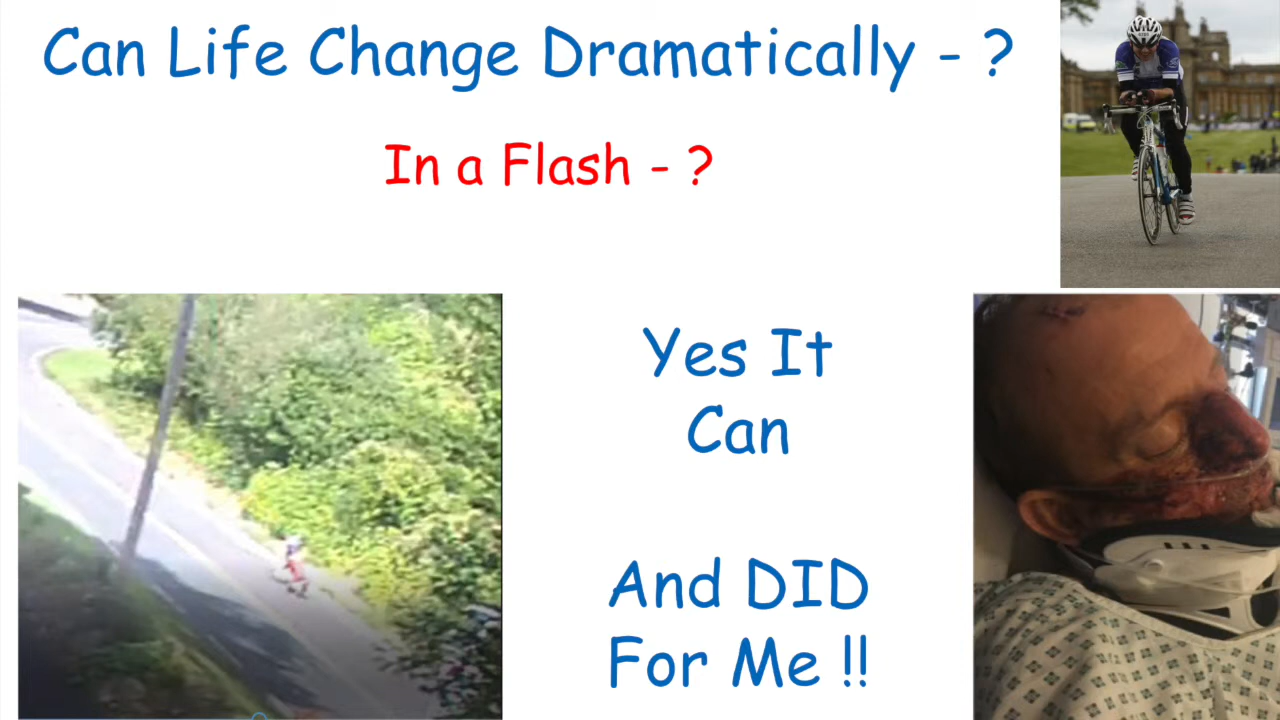 Can Life Change Dramatically - ?
In a Flash - ?
Yes It
Can
And DID
For Me !!